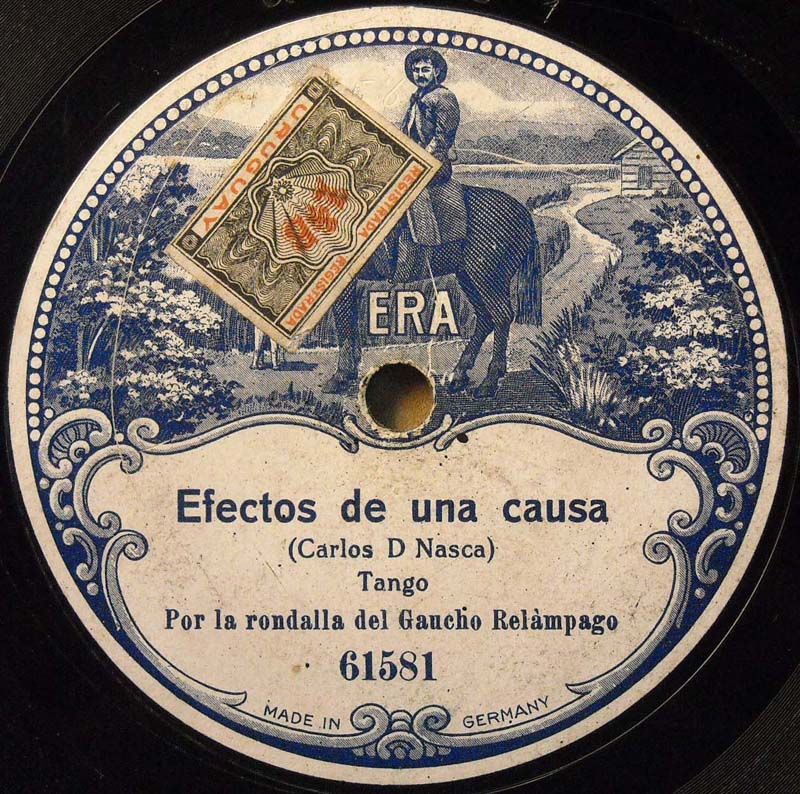 URUGUAY
REGISTRADA
REGISTRADA
ERA
Efectos de una causa
(Carlos D Nasca)
Tango
Por la rondalla del Gaucho Relàmpago
61581
MADE IN GERMANY